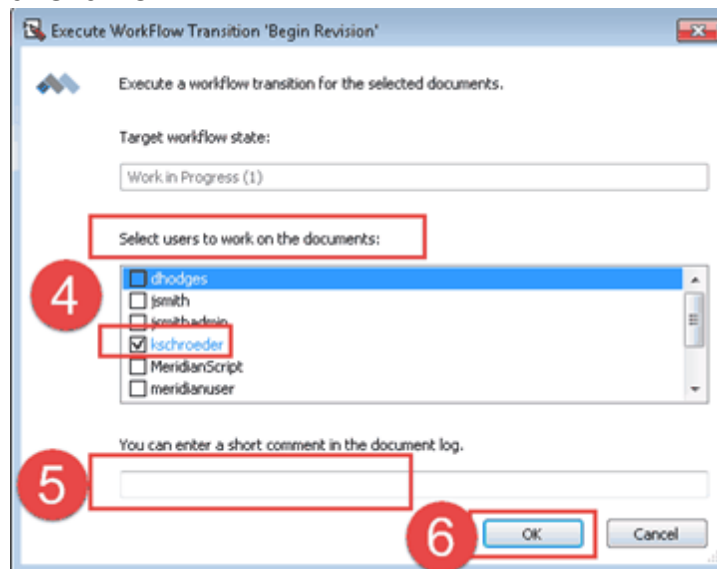 Execute WorkFlow Transition 'Begin Revision'
Execute a workflow transition for the selected documents.
Target workflow state:
Work in Progress (1)
Select users to work on the documents:
4
dhodges
jsmith
jsmithadmin
kschroeder
MeridianScript
meridianuser
You can enter a short comment in the document log.
5
6
OK
Cancel